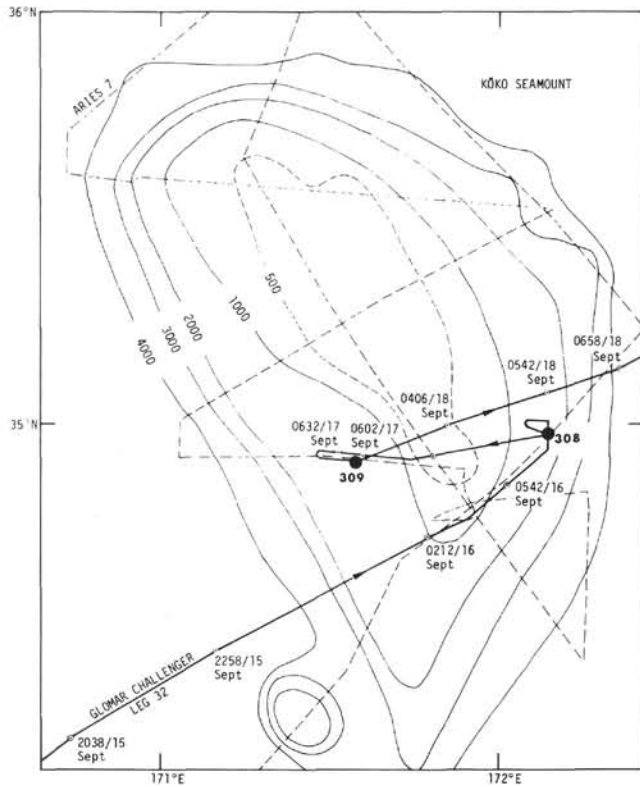 36°N
KŌKO SEAMOUNT
ARIES 7
500
1000
2000
3000
4000
0658/18
Sept
0542/18
Sept
0406/18
Sept
35°N
0632/17
Sept
0602/17
Sept
308
309
0542/16
Sept
0212/16
Sept
2258/15
Sept
GLOMAR CHALLENGER
LEG 32
2038/15
Sept
171°E
172°E